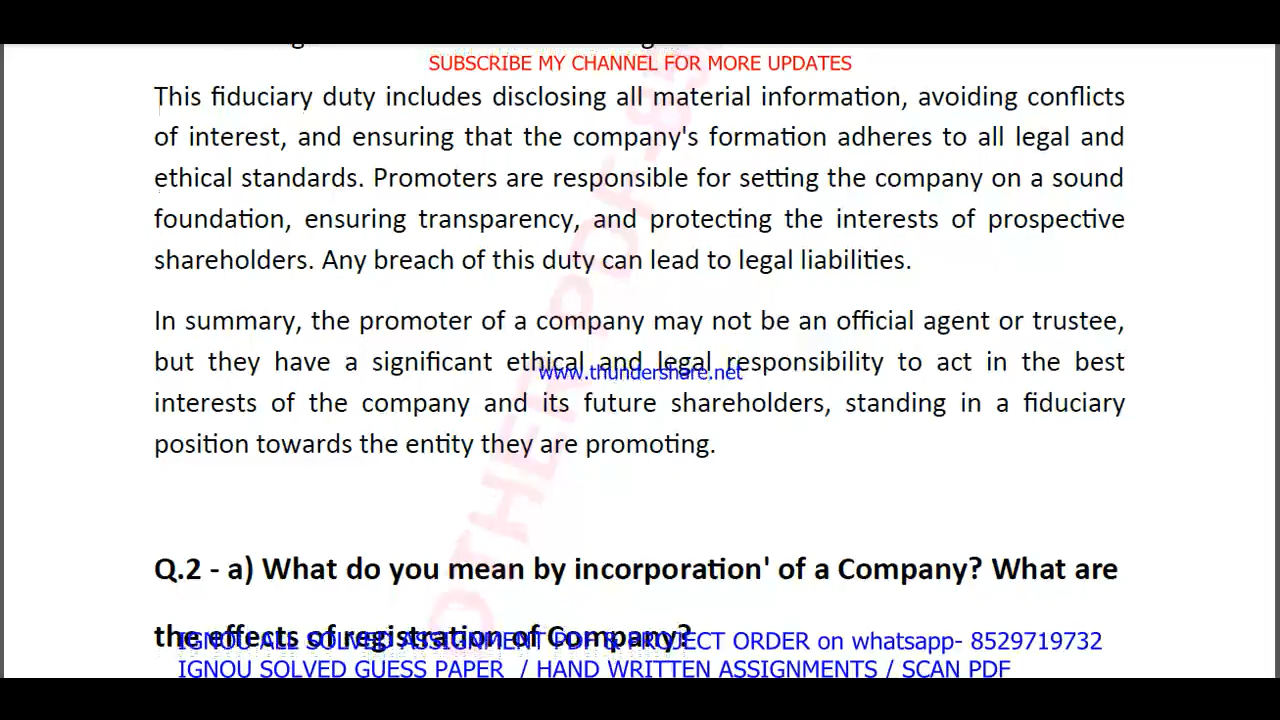 SUBSCRIBE MY CHANNEL FOR MORE UPDATES
This fiduciary duty includes disclosing all material information, avoiding conflicts
of interest, and ensuring that the company's formation adheres to all legal and
ethical standards. Promoters are responsible for setting the company on a sound
foundation, ensuring transparency, and protecting the interests of prospective
shareholders. Any breach of this duty can lead to legal liabilities.
In summary, the promoter of a company may not be an official agent or trustee,
but they have a significant ethical and legal responsibility to act in the best
www.thundershare.net
interests of the company and its future shareholders, standing in a fiduciary
position towards the entity they are promoting.
OTHER PDF
Q.2 - a) What do you mean by incorporation' of a Company? What are
the effects of registration of Company?
IGNOU ALL SOLVED ASSIGNMENT PDF & PROJECT ORDER on whatsapp- 8529719732
IGNOU SOLVED GUESS PAPER / HAND WRITTEN ASSIGNMENTS / SCAN PDF